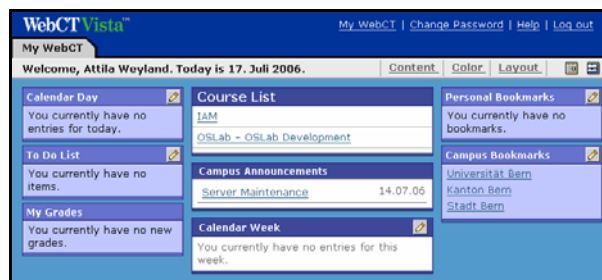 WebCT Vista™
My WebCT | Change Password | Help | Log out
My WebCT
Welcome, Attila Weyland. Today is 17. Juli 2006.
Content | Color | Layout
Calendar Day
You currently have no
entries for today.
To Do List
You currently have no
items.
My Grades
You currently have no new
grades.
Course List
IAM
OSLab - OSLab Development
Campus Announcements
Server Maintenance 14.07.06
Calendar Week
You currently have no entries for this
week.
Personal Bookmarks
You currently have no
bookmarks.
Campus Bookmarks
Universität Bern
Kanton Bern
Stadt Bern